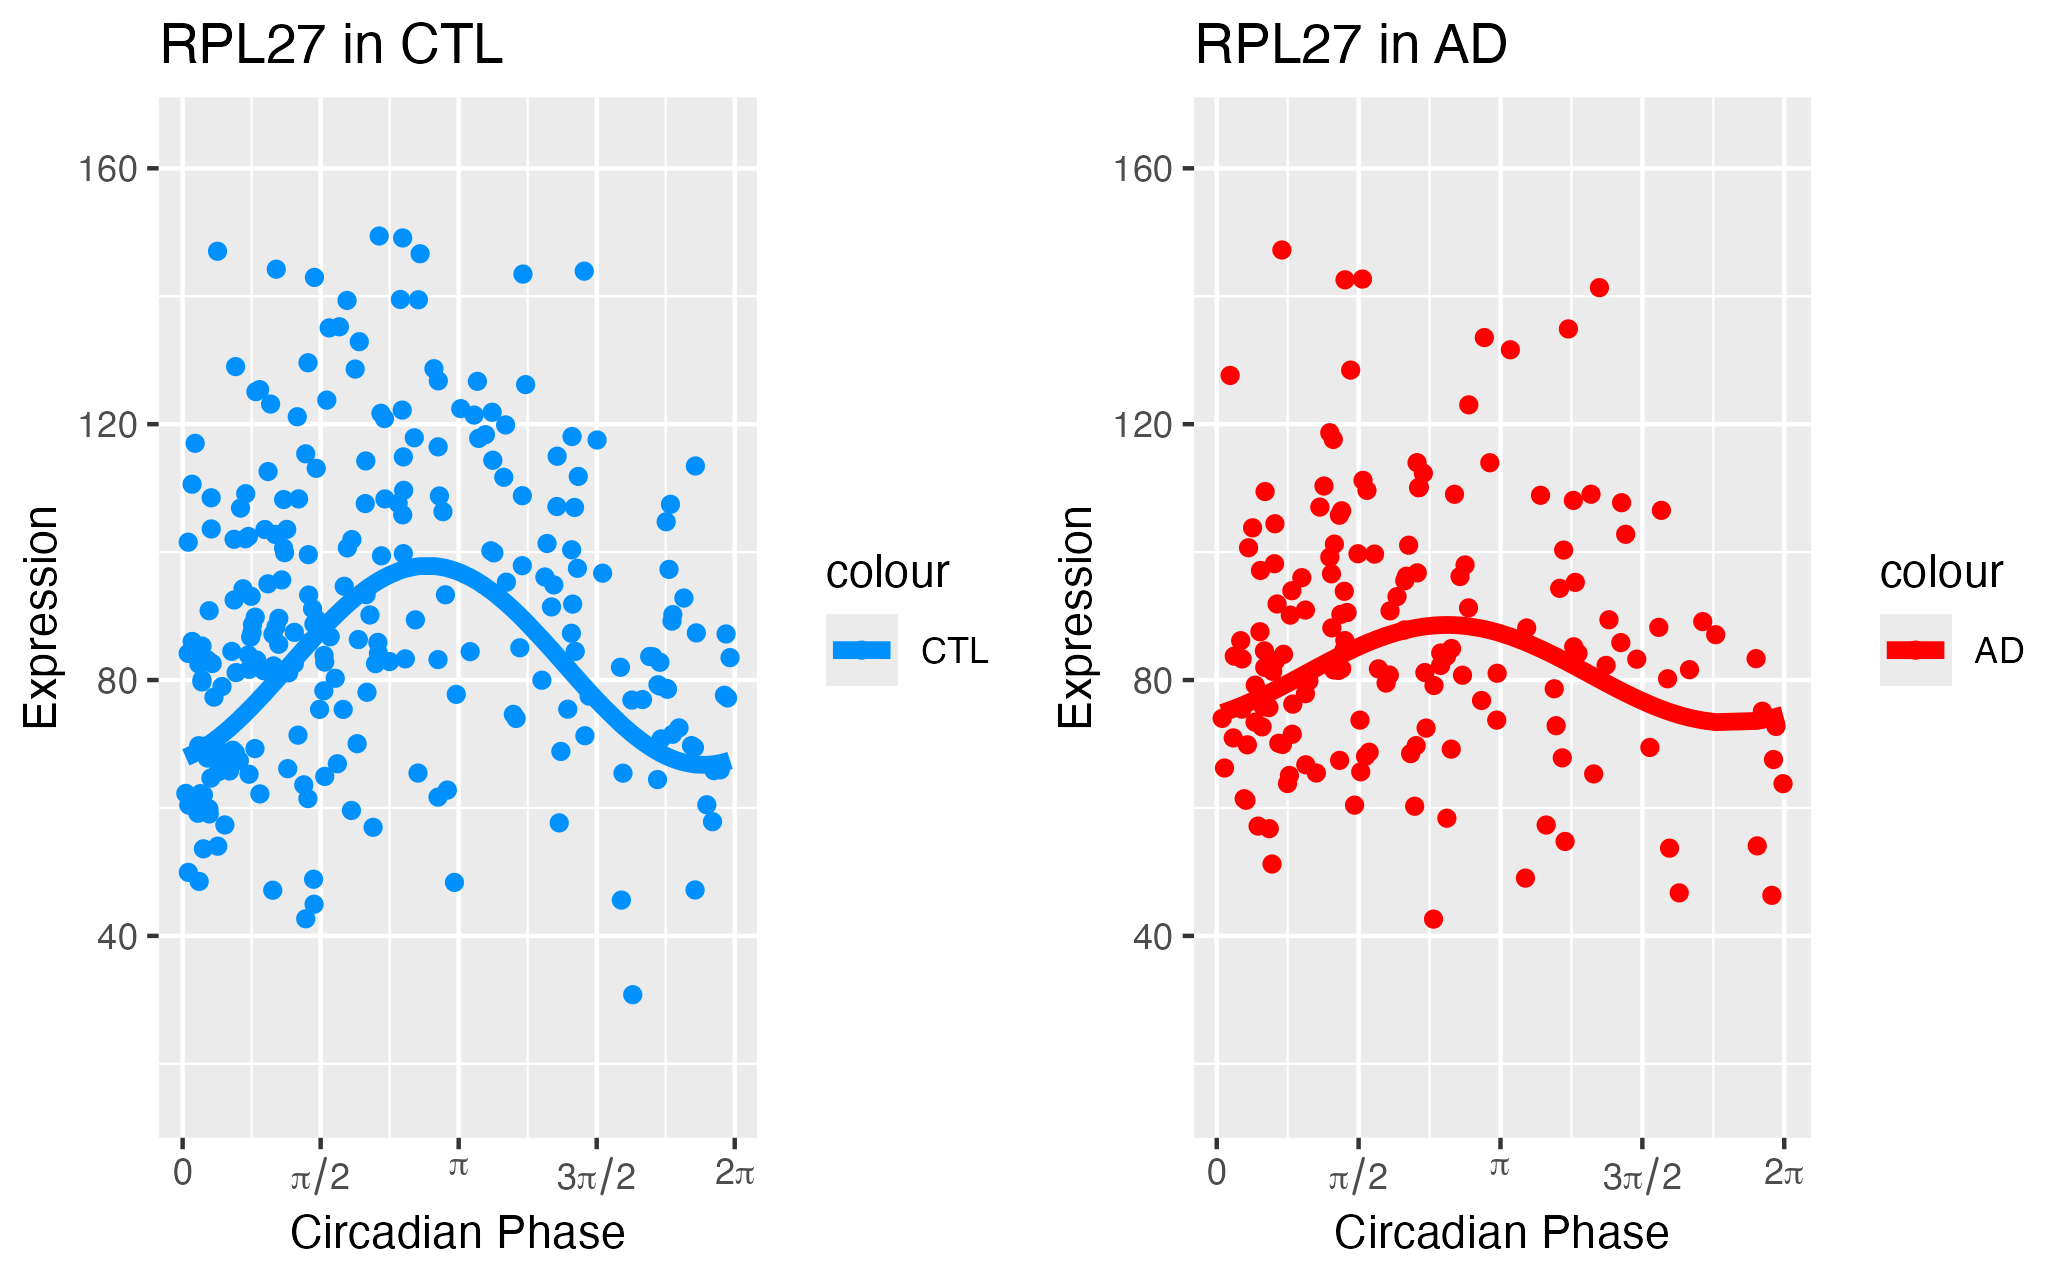 RPL27 in CTL
160
120
80
40
Expression
0
π/2
π
3π/2
2π
Circadian Phase
colour
CTL
RPL27 in AD
160
120
80
40
Expression
0
π/2
π
3π/2
2π
Circadian Phase
colour
AD